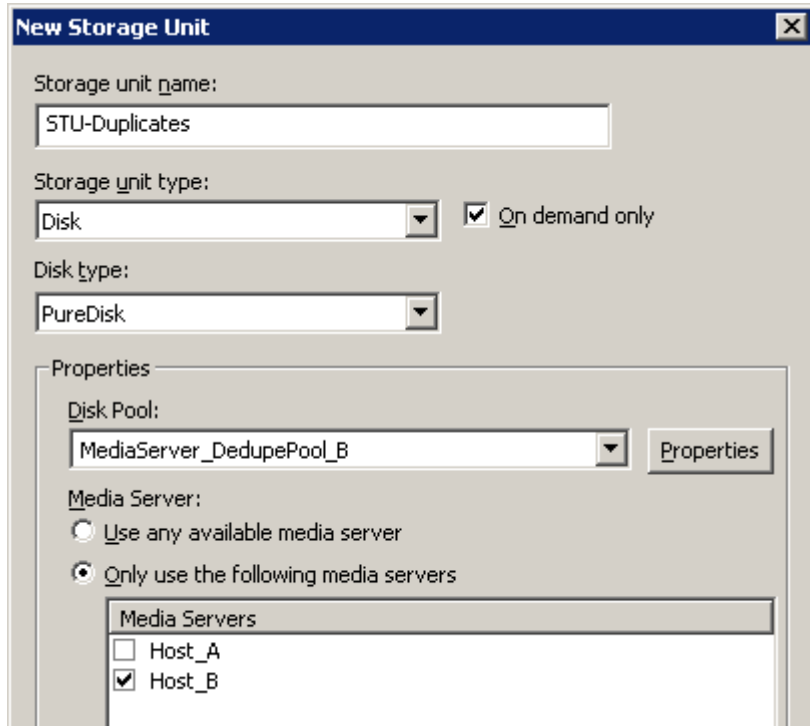 New Storage Unit
Storage unit name:
STU-Duplicates
Storage unit type:
Disk
On demand only
Disk type:
PureDisk
Properties
Disk Pool:
MediaServer_DedupePool_B
Properties
Media Server:
Use any available media server
Only use the following media servers
Media Servers
Host_A
Host_B